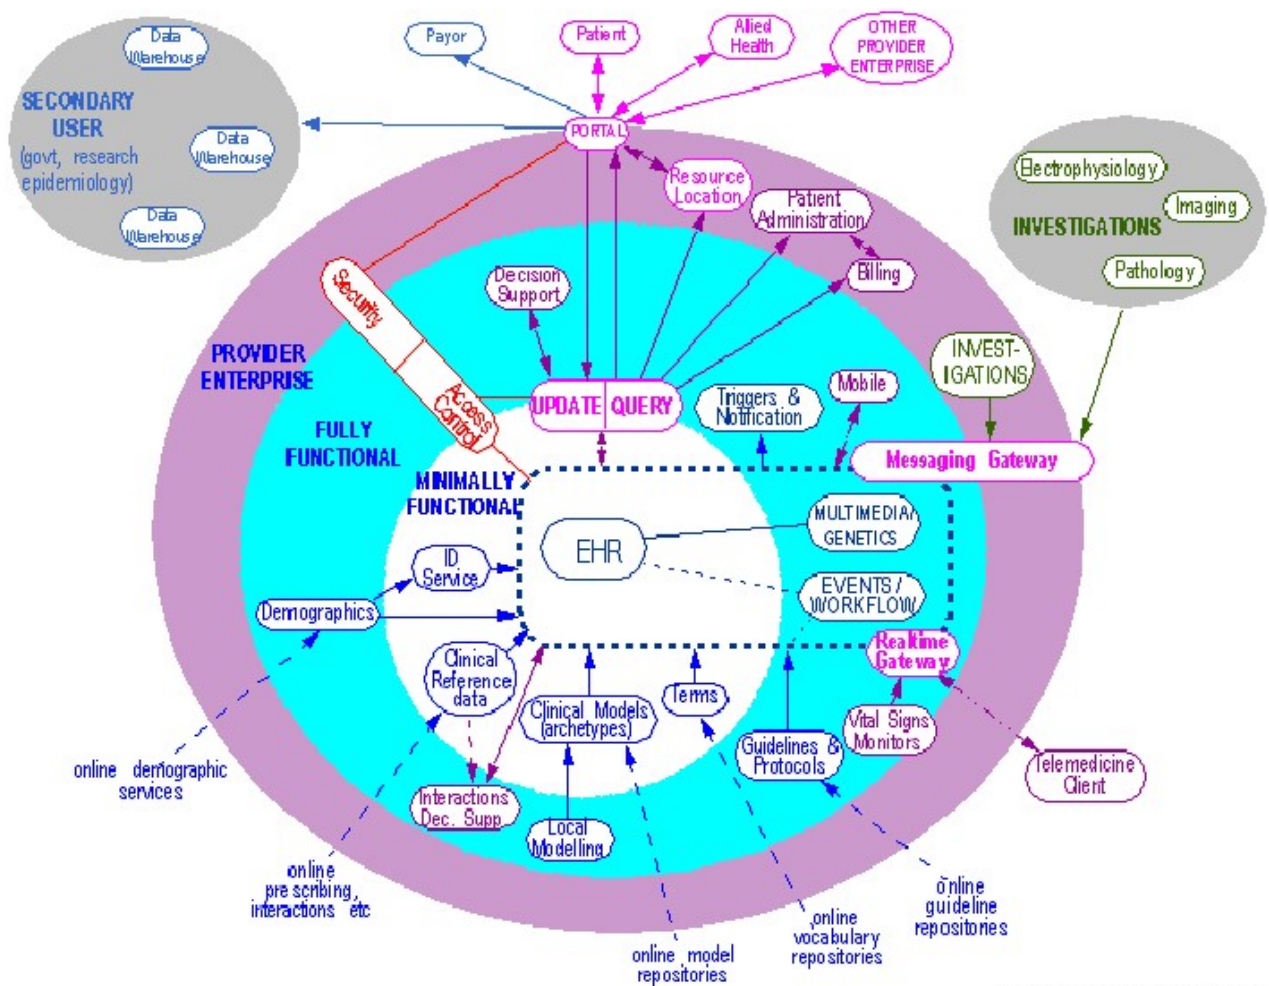 Data
Warehouse
SECONDARY
USER
(govt, research
epidemiology)
Data
Warehouse
Data
Warehouse
Payor
Patient
Allied
Health
OTHER
PROVIDER
ENTERPRISE
PORTAL
Resource
Location
Patient
Administration
Billing
Electrophysiology
Imaging
INVESTIGATIONS
Pathology
Security
Access
Control
Decision
Support
PROVIDER
ENTERPRISE
FULLY
FUNCTIONAL
MINIMALLY
FUNCTIONAL
UPDATE QUERY
Triggers &
Notification
Mobile
INVEST-
IGATIONS
Messaging Gateway
EHR
MULTIMEDIA/
GENETICS
EVENTS /
WORKFLOW
ID
Service
Demographics
Clinical
Reference
data
Clinical Models
(archetypes)
Terms
Realtime
Gateway
Vital Signs
Monitors
Guidelines &
Protocols
Telemedicine
Client
Interactions
Dec. Supp.
Local
Modelling
online demographic
services
online
prescribing,
interactions etc
online model
repositories
online
vocabulary
repositories
online
guideline
repositories